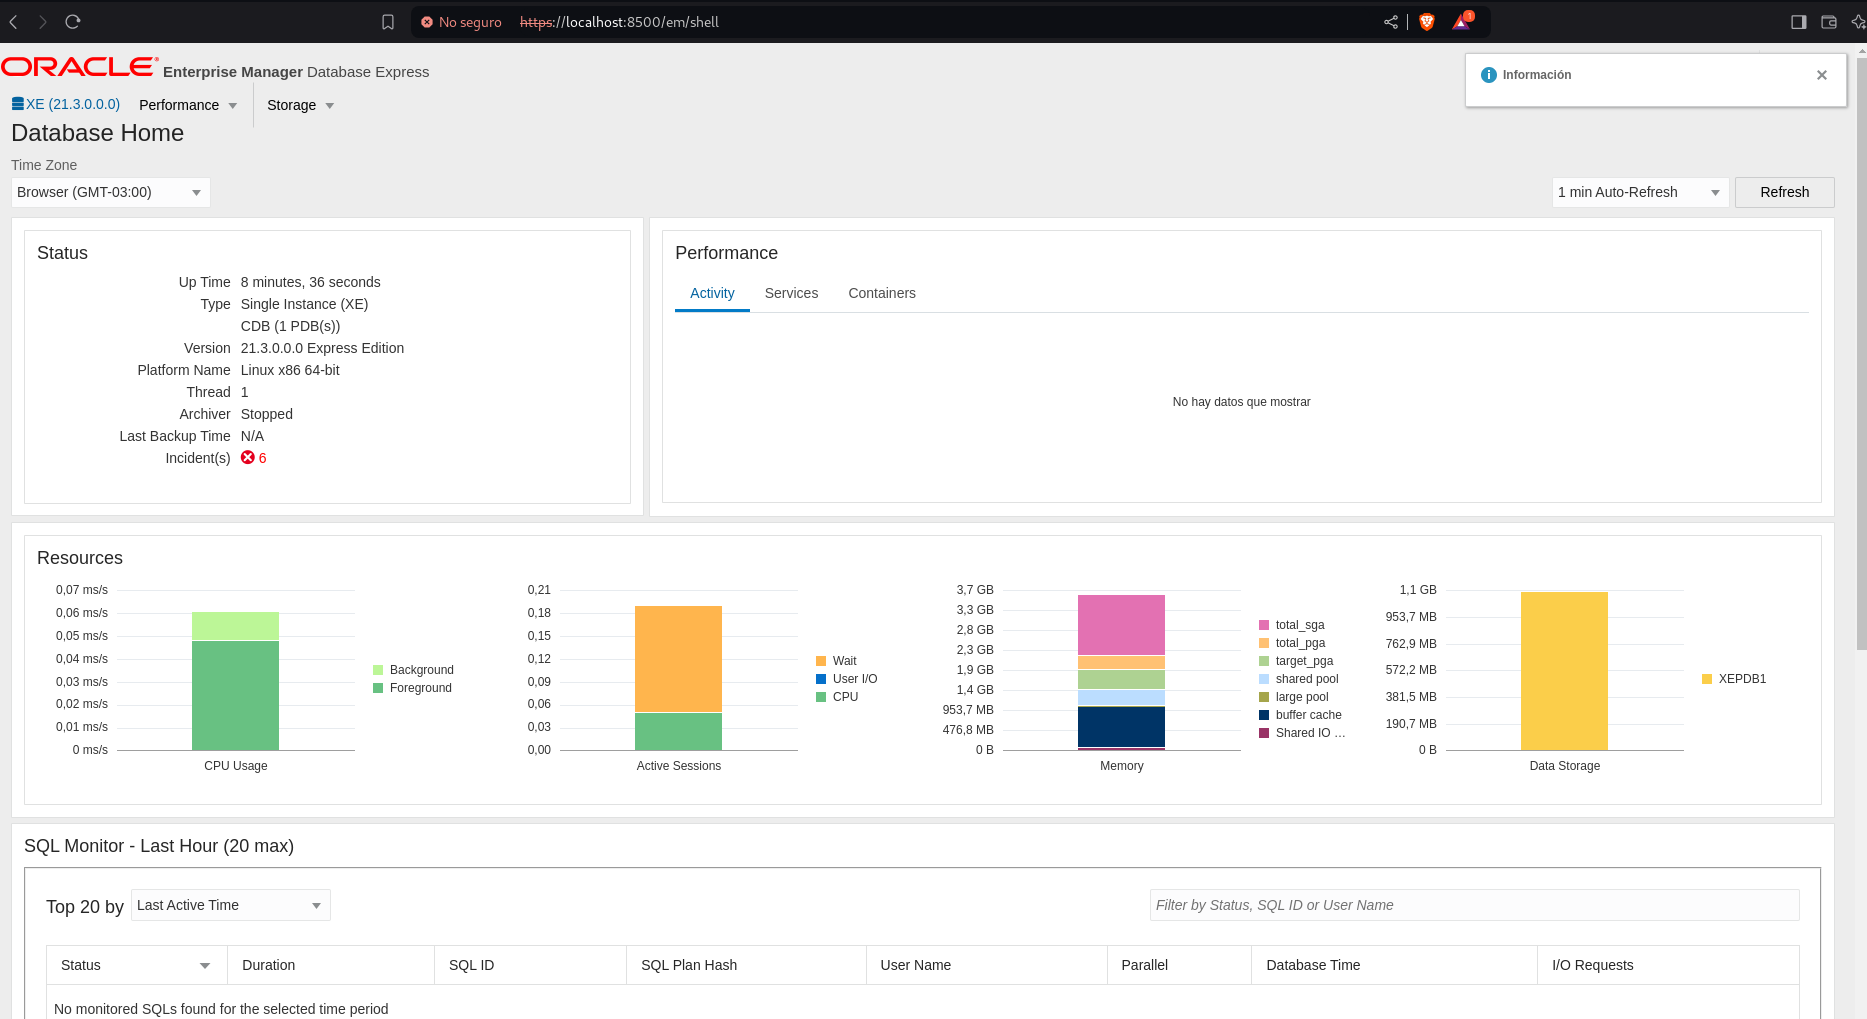 No seguro https://localhost:8500/em/shell
1
ORACLE® Enterprise Manager Database Express
Información
XE (21.3.0.0.0) Performance Storage
Database Home
Time Zone
Browser (GMT-03:00)
1 min Auto-Refresh
Refresh
Status
Up Time 8 minutes, 36 seconds
Type Single Instance (XE)
CDB (1 PDB(s))
Version 21.3.0.0.0 Express Edition
Platform Name Linux x86 64-bit
Thread 1
Archiver Stopped
Last Backup Time N/A
Incident(s) 6
Performance
Activity Services Containers
No hay datos que mostrar
Resources
0,07 ms/s
0,06 ms/s
0,05 ms/s
0,04 ms/s
0,03 ms/s
0,02 ms/s
0,01 ms/s
0 ms/s
CPU Usage
Background
Foreground
0,21
0,18
0,15
0,12
0,09
0,06
0,03
0,00
Active Sessions
Wait
User I/O
CPU
3,7 GB
3,3 GB
2,8 GB
2,3 GB
1,9 GB
1,4 GB
953,7 MB
476,8 MB
0 B
Memory
total_sga
total_pga
target_pga
shared pool
large pool
buffer cache
Shared IO …
1,1 GB
953,7 MB
762,9 MB
572,2 MB
381,5 MB
190,7 MB
0 B
Data Storage
XEPDB1
SQL Monitor - Last Hour (20 max)
Top 20 by Last Active Time
Filter by Status, SQL ID or User Name
Status Duration SQL ID SQL Plan Hash User Name Parallel Database Time I/O Requests
No monitored SQLs found for the selected time period